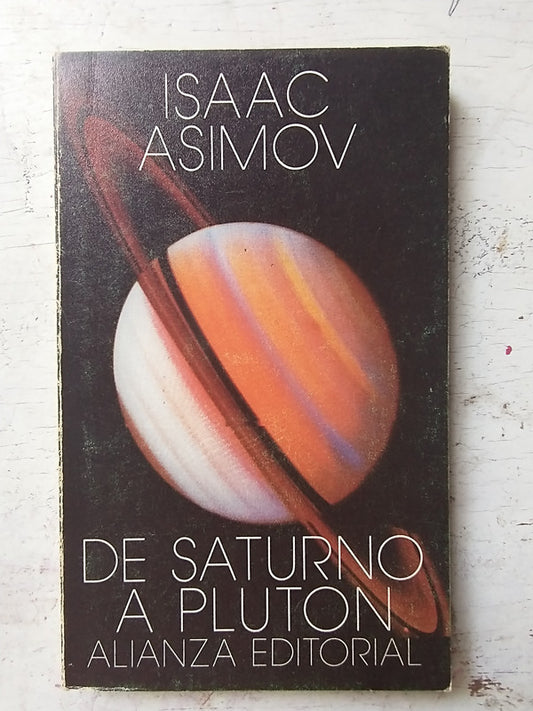 ISAAC
ASIMOV
DE SATURNO
A PLUTON
ALIANZA EDITORIAL